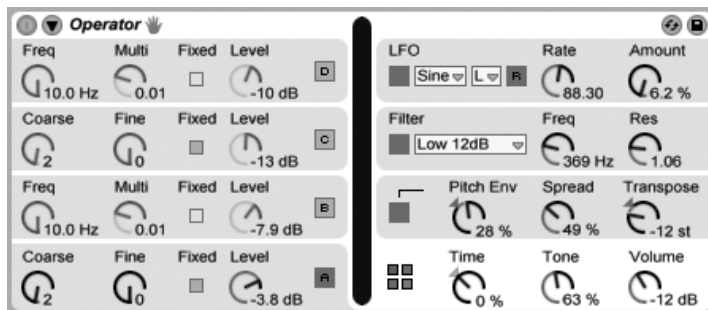 Operator
Freq Multi Fixed Level
10.0 Hz 0.01 -10 dB D
Coarse Fine Fixed Level
2 0 -13 dB C
Freq Multi Fixed Level
10.0 Hz 0.01 -7.9 dB B
Coarse Fine Fixed Level
2 0 -3.8 dB A
LFO Rate Amount
Sine L R 88.30 6.2 %
Filter Freq Res
Low 12dB 369 Hz 1.06
Pitch Env Spread Transpose
28 % 49 % -12 st
Time Tone Volume
0 % 63 % -12 dB